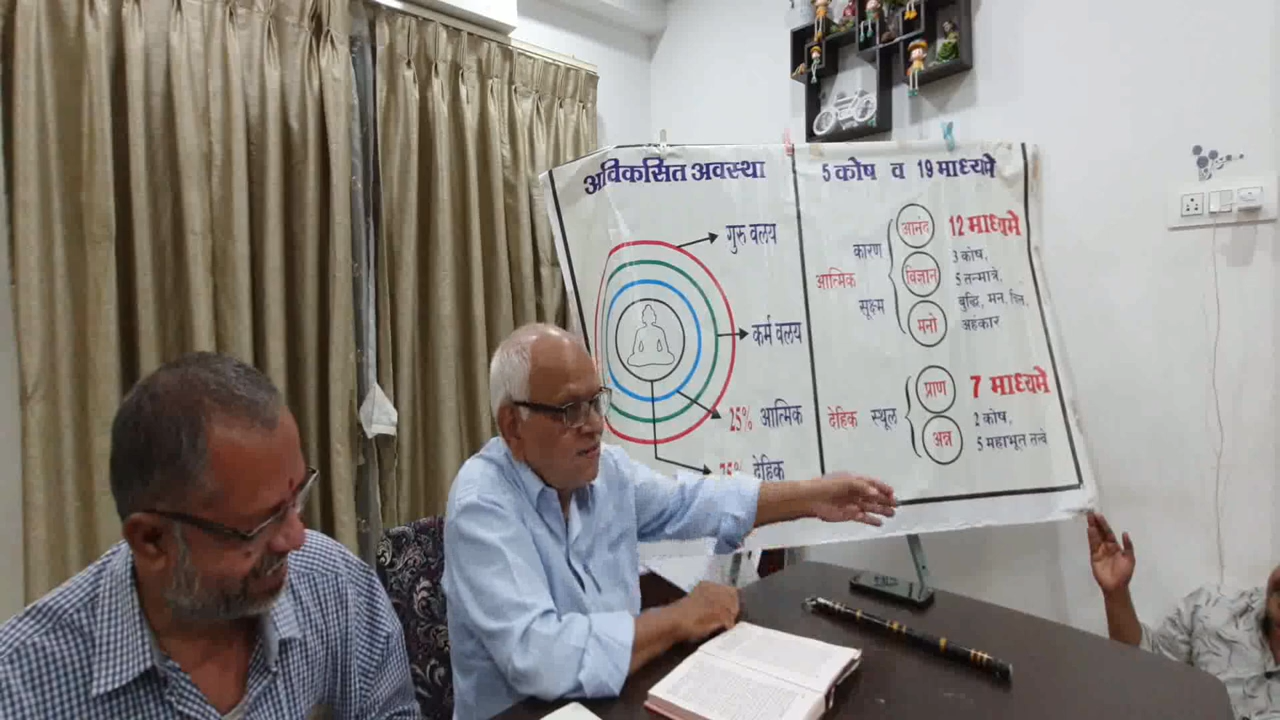 अविकसित अवस्था
गुरु वलय
कर्म वलय
25% आत्मिक
75% देहिक
5 कोष व 19 माध्यमे
कारण
आत्मिक
सूक्ष्म
आनंद
विज्ञान
मनो
12 माध्यमे
3 कोष,
5 तन्मात्रे,
बुध्दि, मन, चित्त,
अहंकार
देहिक स्थूल
प्राण
अन्न
7 माध्यमे
2 कोष,
5 महाभूत तत्वे